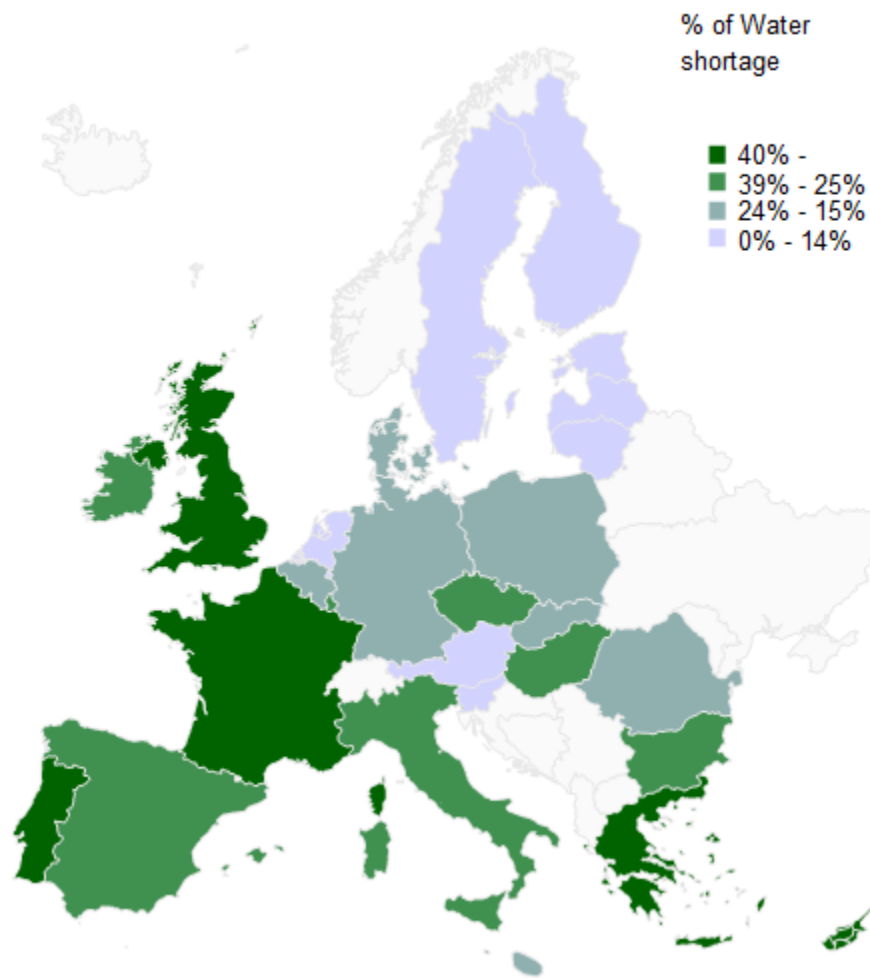 % of Water
shortage
40% -
39% - 25%
24% - 15%
0% - 14%